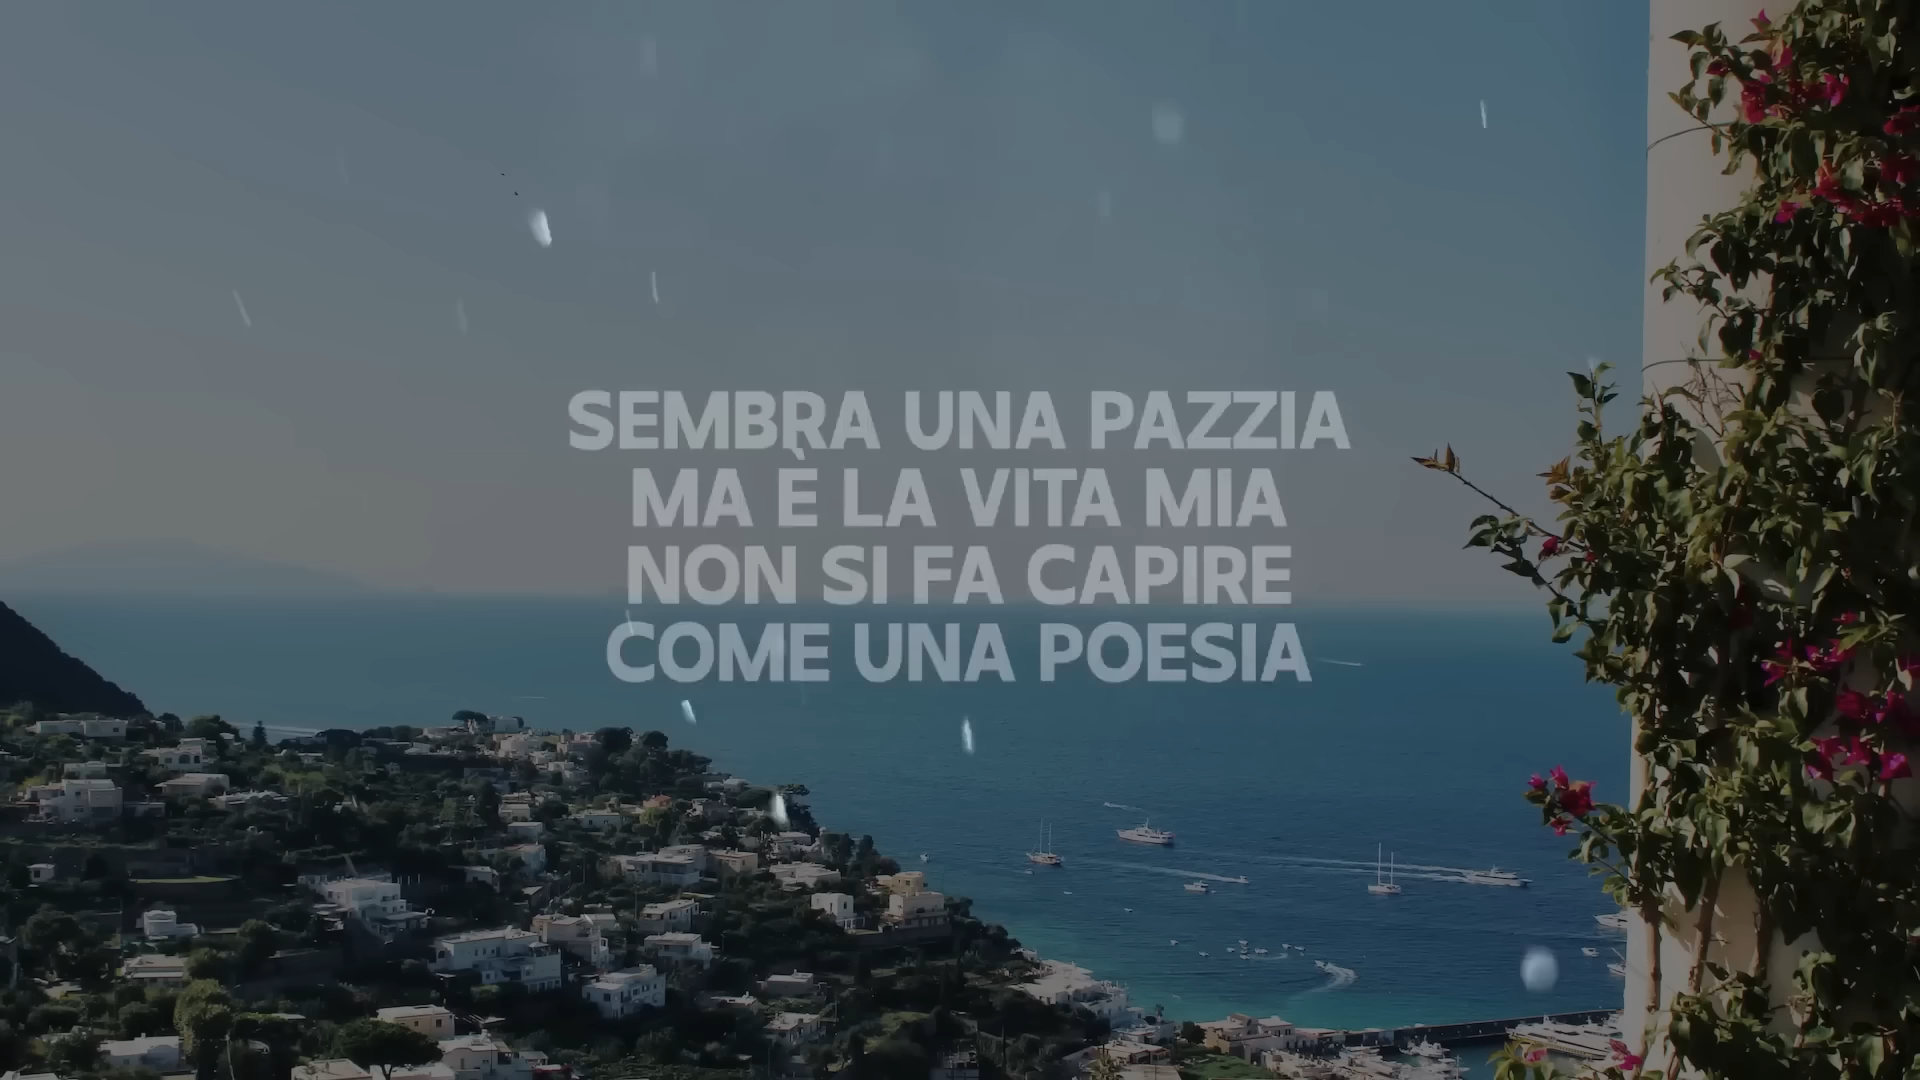 SEMBRA UNA PAZZIA
MA È LA VITA MIA
NON SI FA CAPIRE
COME UNA POESIA